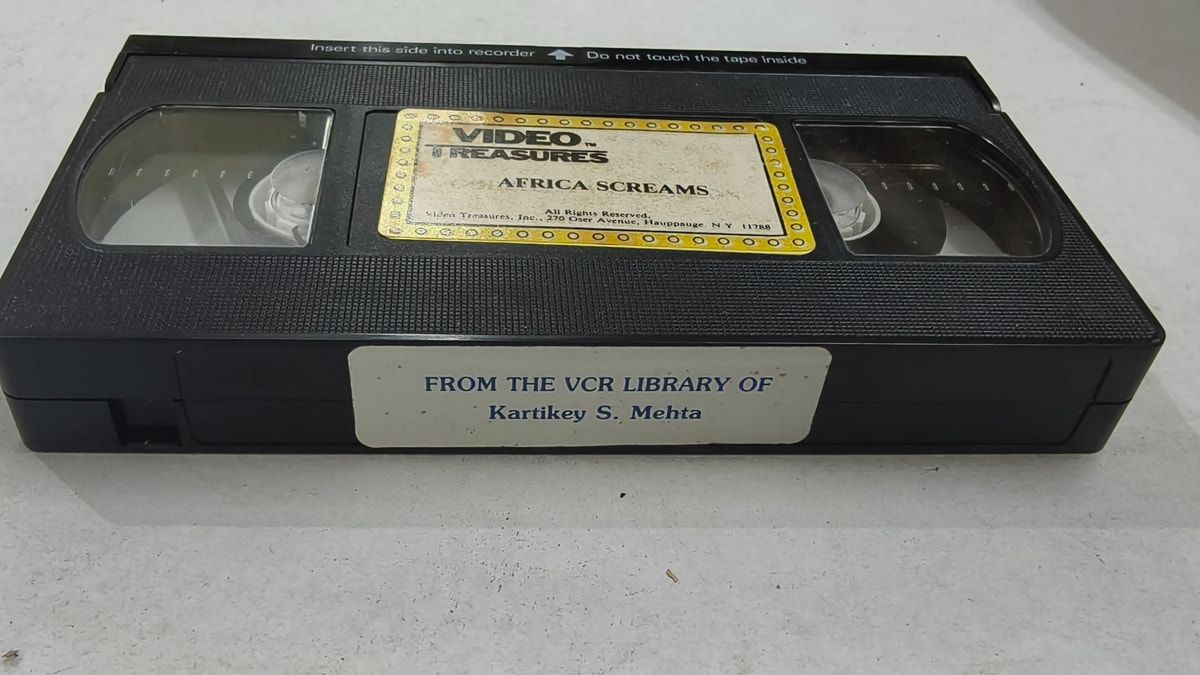 Insert this side into recorder Do not touch the tape inside
VIDEO TM
TREASURES
AFRICA SCREAMS
All Rights Reserved.
Video Treasures, Inc., 270 Oser Avenue, Hauppauge, N Y 11788
FROM THE VCR LIBRARY OF
Kartikey S. Mehta